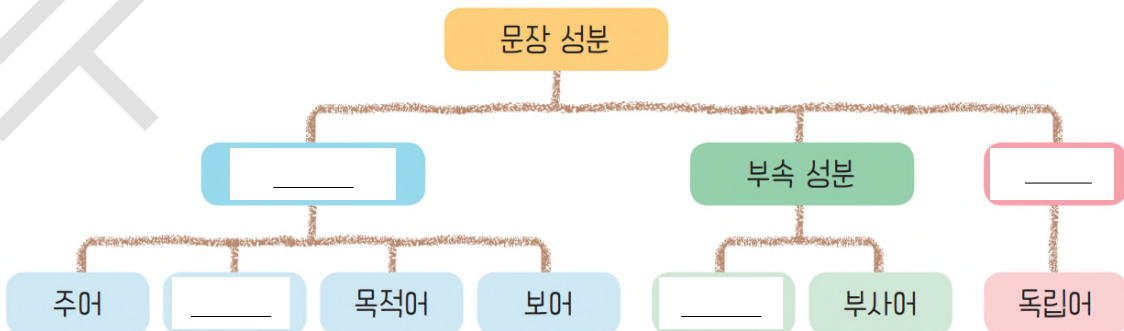 문장 성분
부속 성분
주어
목적어
보어
부사어
독립어